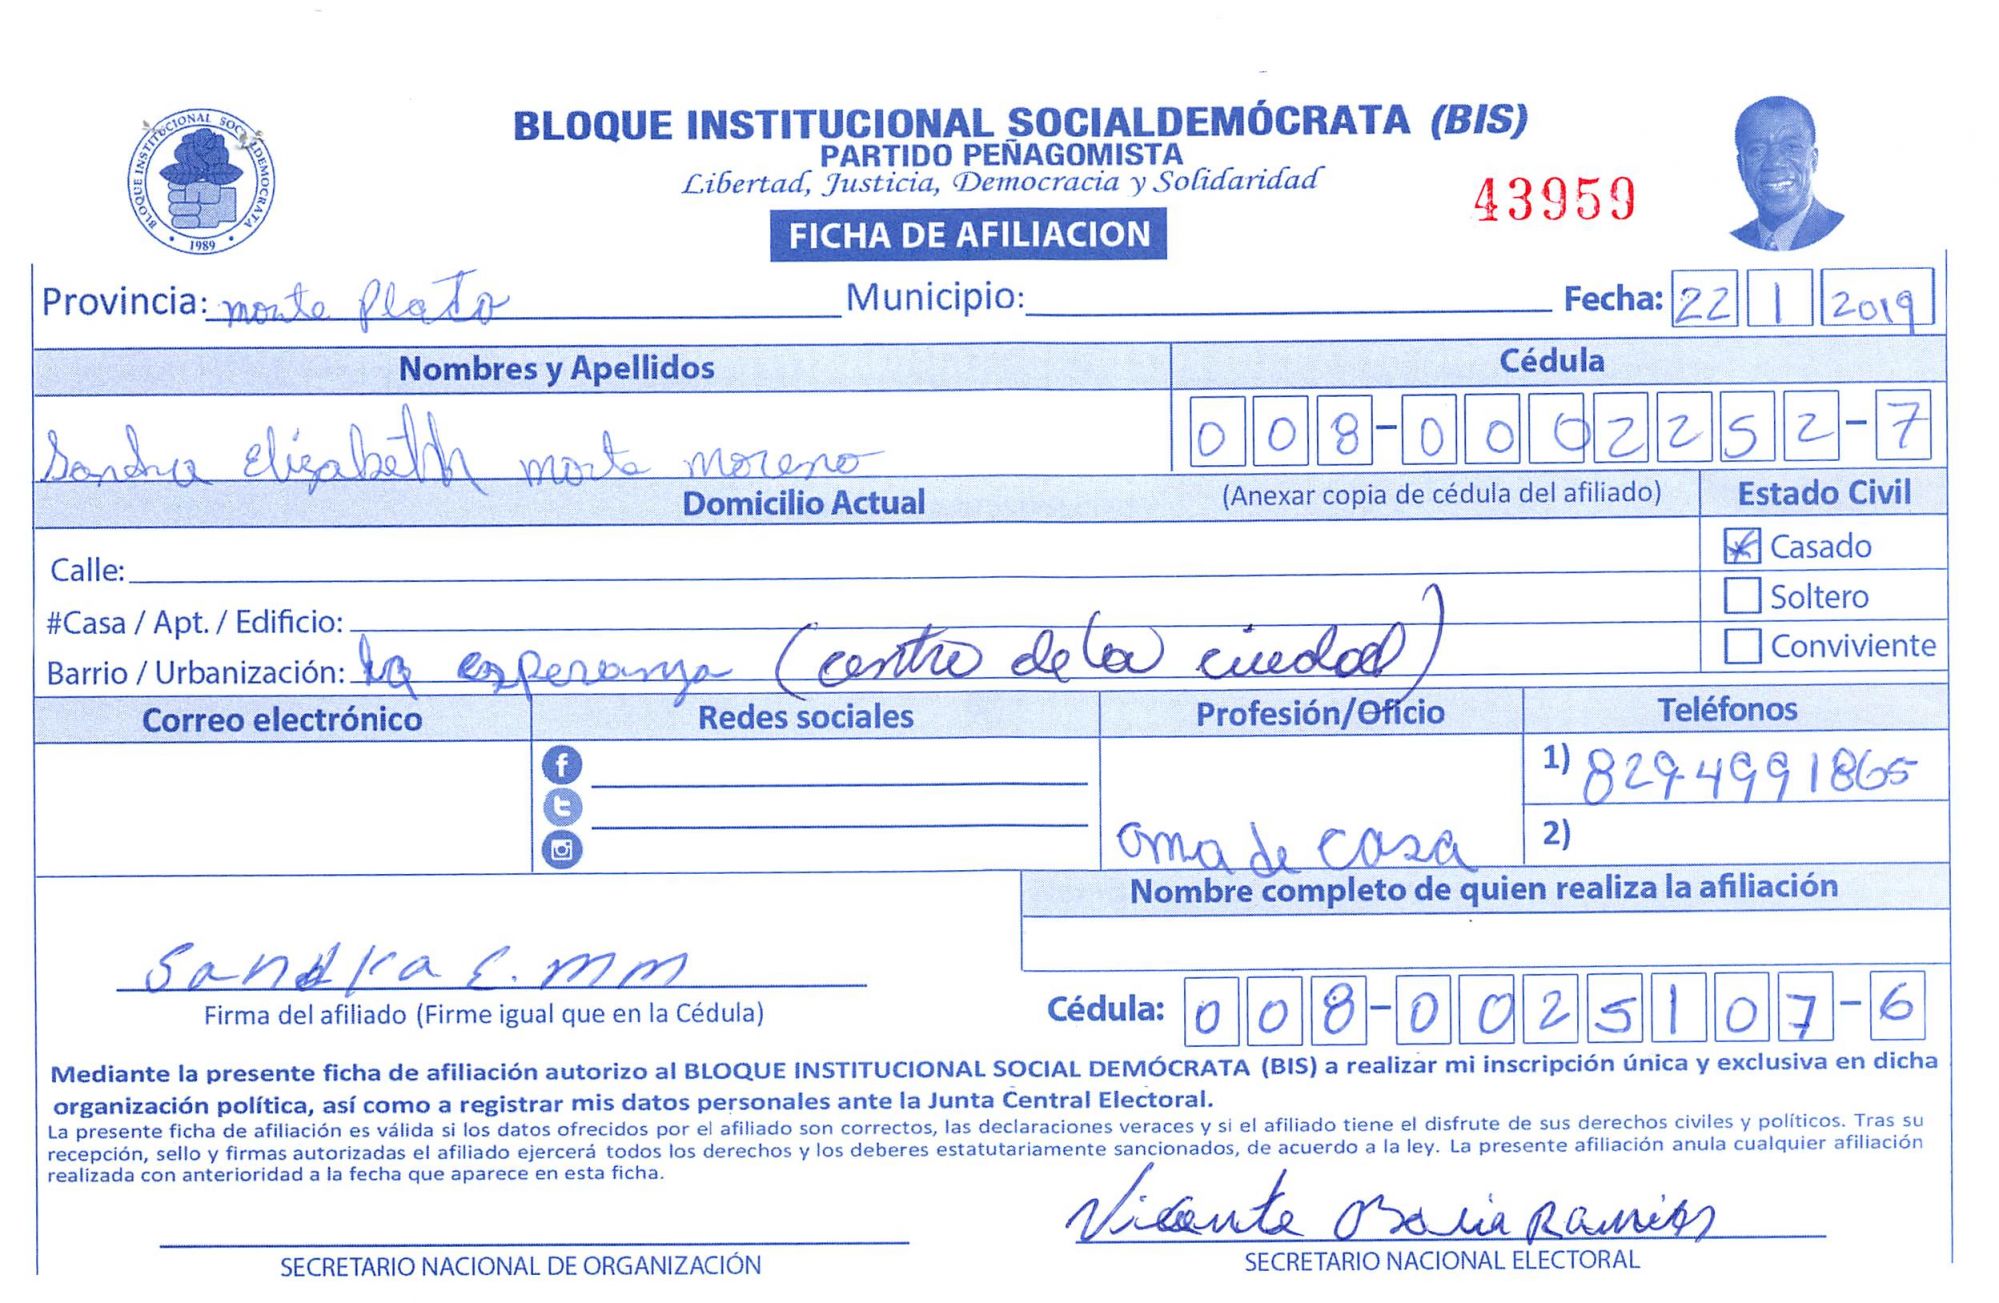 BLOQUE INSTITUCIONAL SOCIALDEMÓCRATA
1989
BLOQUE INSTITUCIONAL SOCIALDEMÓCRATA (BIS)
PARTIDO PEÑAGOMISTA
Libertad, Justicia, Democracia y Solidaridad
43959
FICHA DE AFILIACION
Provincia: monte Plata Municipio: Fecha: 22 1 2019
Nombres y Apellidos Cédula
Sandra Elizabeth monte moreno 008-0002252-7
Domicilio Actual (Anexar copia de cédula del afiliado) Estado Civil
Calle: Casado
#Casa / Apt. / Edificio: Soltero
Barrio / Urbanización: la esperanza (centro de la ciudad) Conviviente
Correo electrónico Redes sociales Profesión/Oficio Teléfonos
1) 8294991865
ama de casa 2)
Nombre completo de quien realiza la afiliación
Sandra E. M M
Firma del afiliado (Firme igual que en la Cédula) Cédula: 008-0025107-6
Mediante la presente ficha de afiliación autorizo al BLOQUE INSTITUCIONAL SOCIAL DEMÓCRATA (BIS) a realizar mi inscripción única y exclusiva en dicha
organización política, así como a registrar mis datos personales ante la Junta Central Electoral.
La presente ficha de afiliación es válida si los datos ofrecidos por el afiliado son correctos, las declaraciones veraces y si el afiliado tiene el disfrute de sus derechos civiles y políticos. Tras su
recepción, sello y firmas autorizadas el afiliado ejercerá todos los derechos y los deberes estatutariamente sancionados, de acuerdo a la ley. La presente afiliación anula cualquier afiliación
realizada con anterioridad a la fecha que aparece en esta ficha.
Vicente Ramírez
SECRETARIO NACIONAL DE ORGANIZACIÓN SECRETARIO NACIONAL ELECTORAL